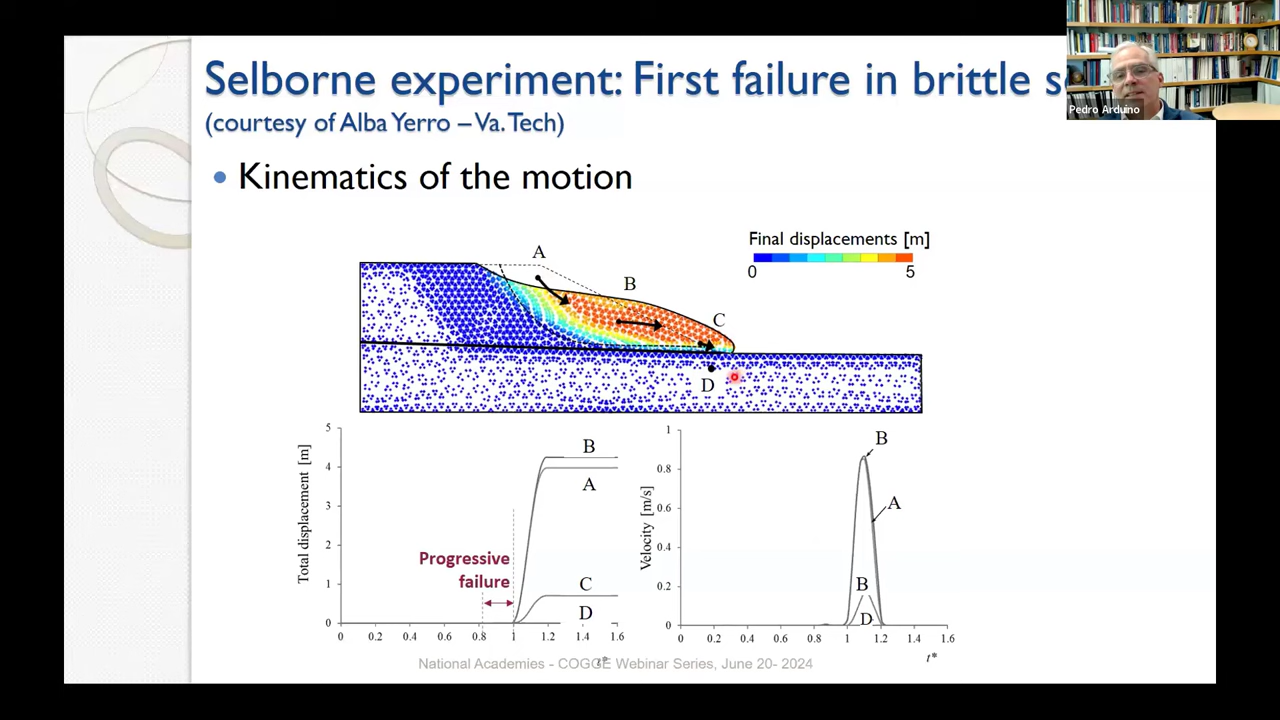 Selborne experiment: First failure in brittle
(courtesy of Alba Yerro – Va. Tech)
Pedro Arduino
• Kinematics of the motion
Final displacements [m]
0 5
A
B
C
D
Total displacement [m]
5
4
3
2
1
0
0 0.2 0.4 0.6 0.8 1 1.2 1.4 1.6
B
A
Progressive
failure
C
D
Velocity [m/s]
1
0.8
0.6
0.4
0.2
0
0 0.2 0.4 0.6 0.8 1 1.2 1.4 1.6
B
A
B
D
t*
t*
National Academies - COGGE Webinar Series, June 20- 2024